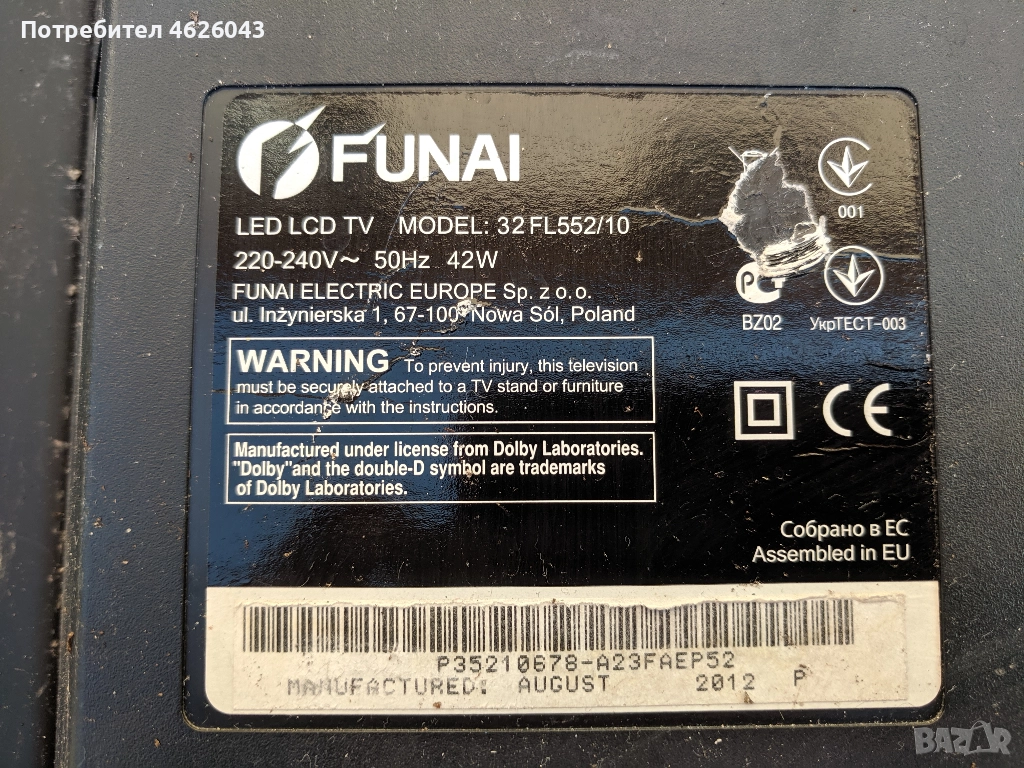 Потребител 4626043
FUNAI
LED LCD TV MODEL: 32FL552/10
220-240V~ 50Hz 42W
FUNAI ELECTRIC EUROPE Sp. z o.o.
ul. Inżynierska 1, 67-100 Nowa Sól, Poland
WARNING To prevent injury, this television
must be securely attached to a TV stand or furniture
in accordance with the instructions.
Manufactured under license from Dolby Laboratories.
"Dolby"and the double-D symbol are trademarks
of Dolby Laboratories.
001
P
BZ02
УкрТЕСТ-003
CE
Собрано в ЕС
Assembled in EU
P35210678-A23FAEP52
MANUFACTURED: AUGUST 2012 P
BAZAR